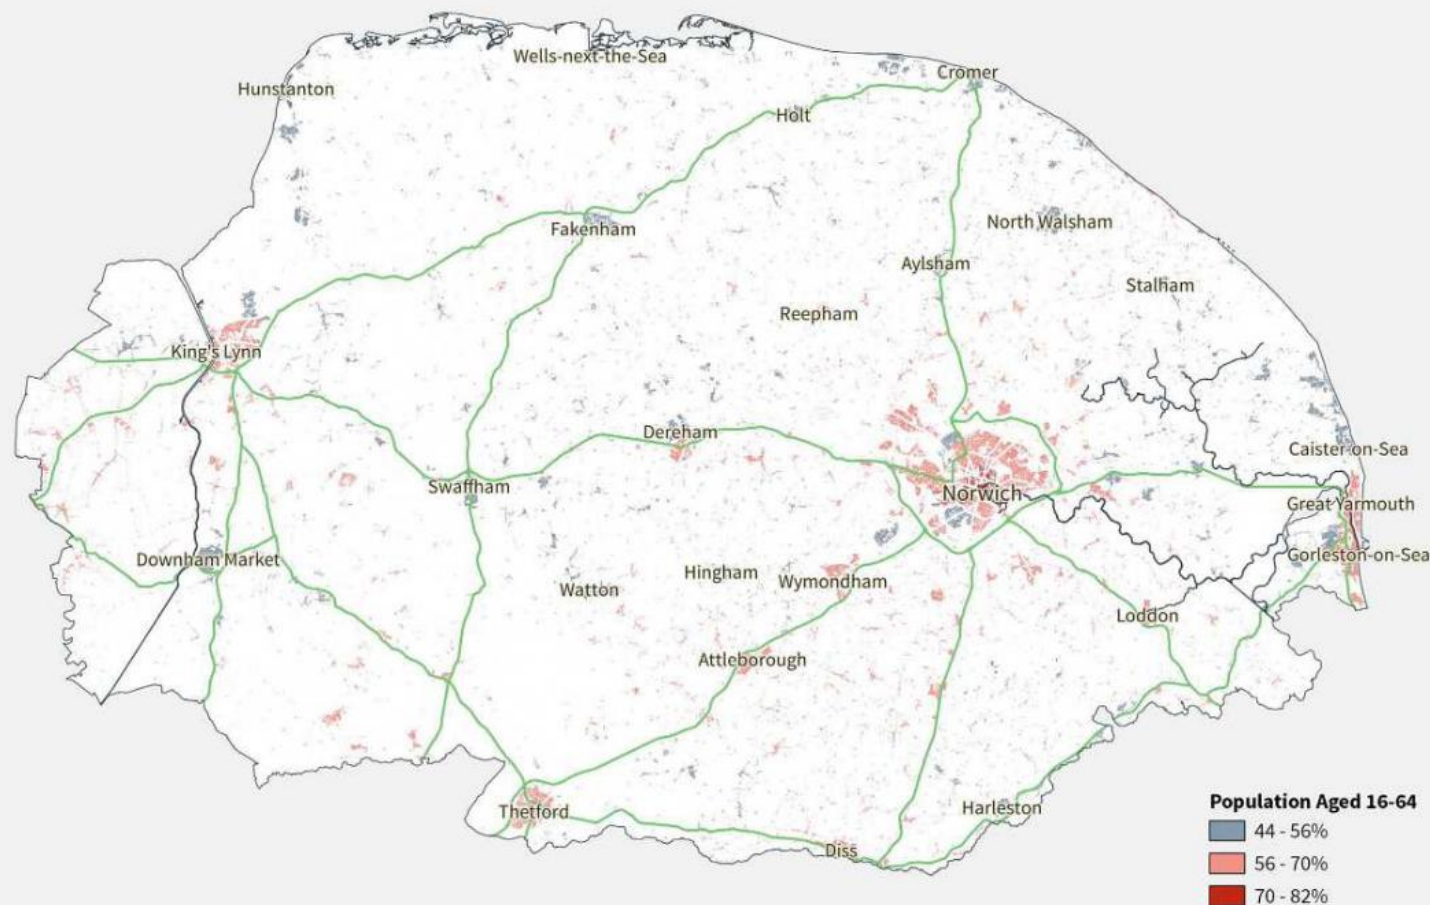 Wells-next-the-Sea
Cromer
Hunstanton
Holt
North Walsham
Fakenham
Aylsham
Stalham
Reepham
King's Lynn
Dereham
Caister-on-Sea
Swaffham
Norwich
Great Yarmouth
Gorleston-on-Sea
Downham Market
Hingham
Wymondham
Watton
Loddon
Attleborough
Harleston
Thetford
Diss
Population Aged 16-64
44 - 56%
56 - 70%
70 - 82%